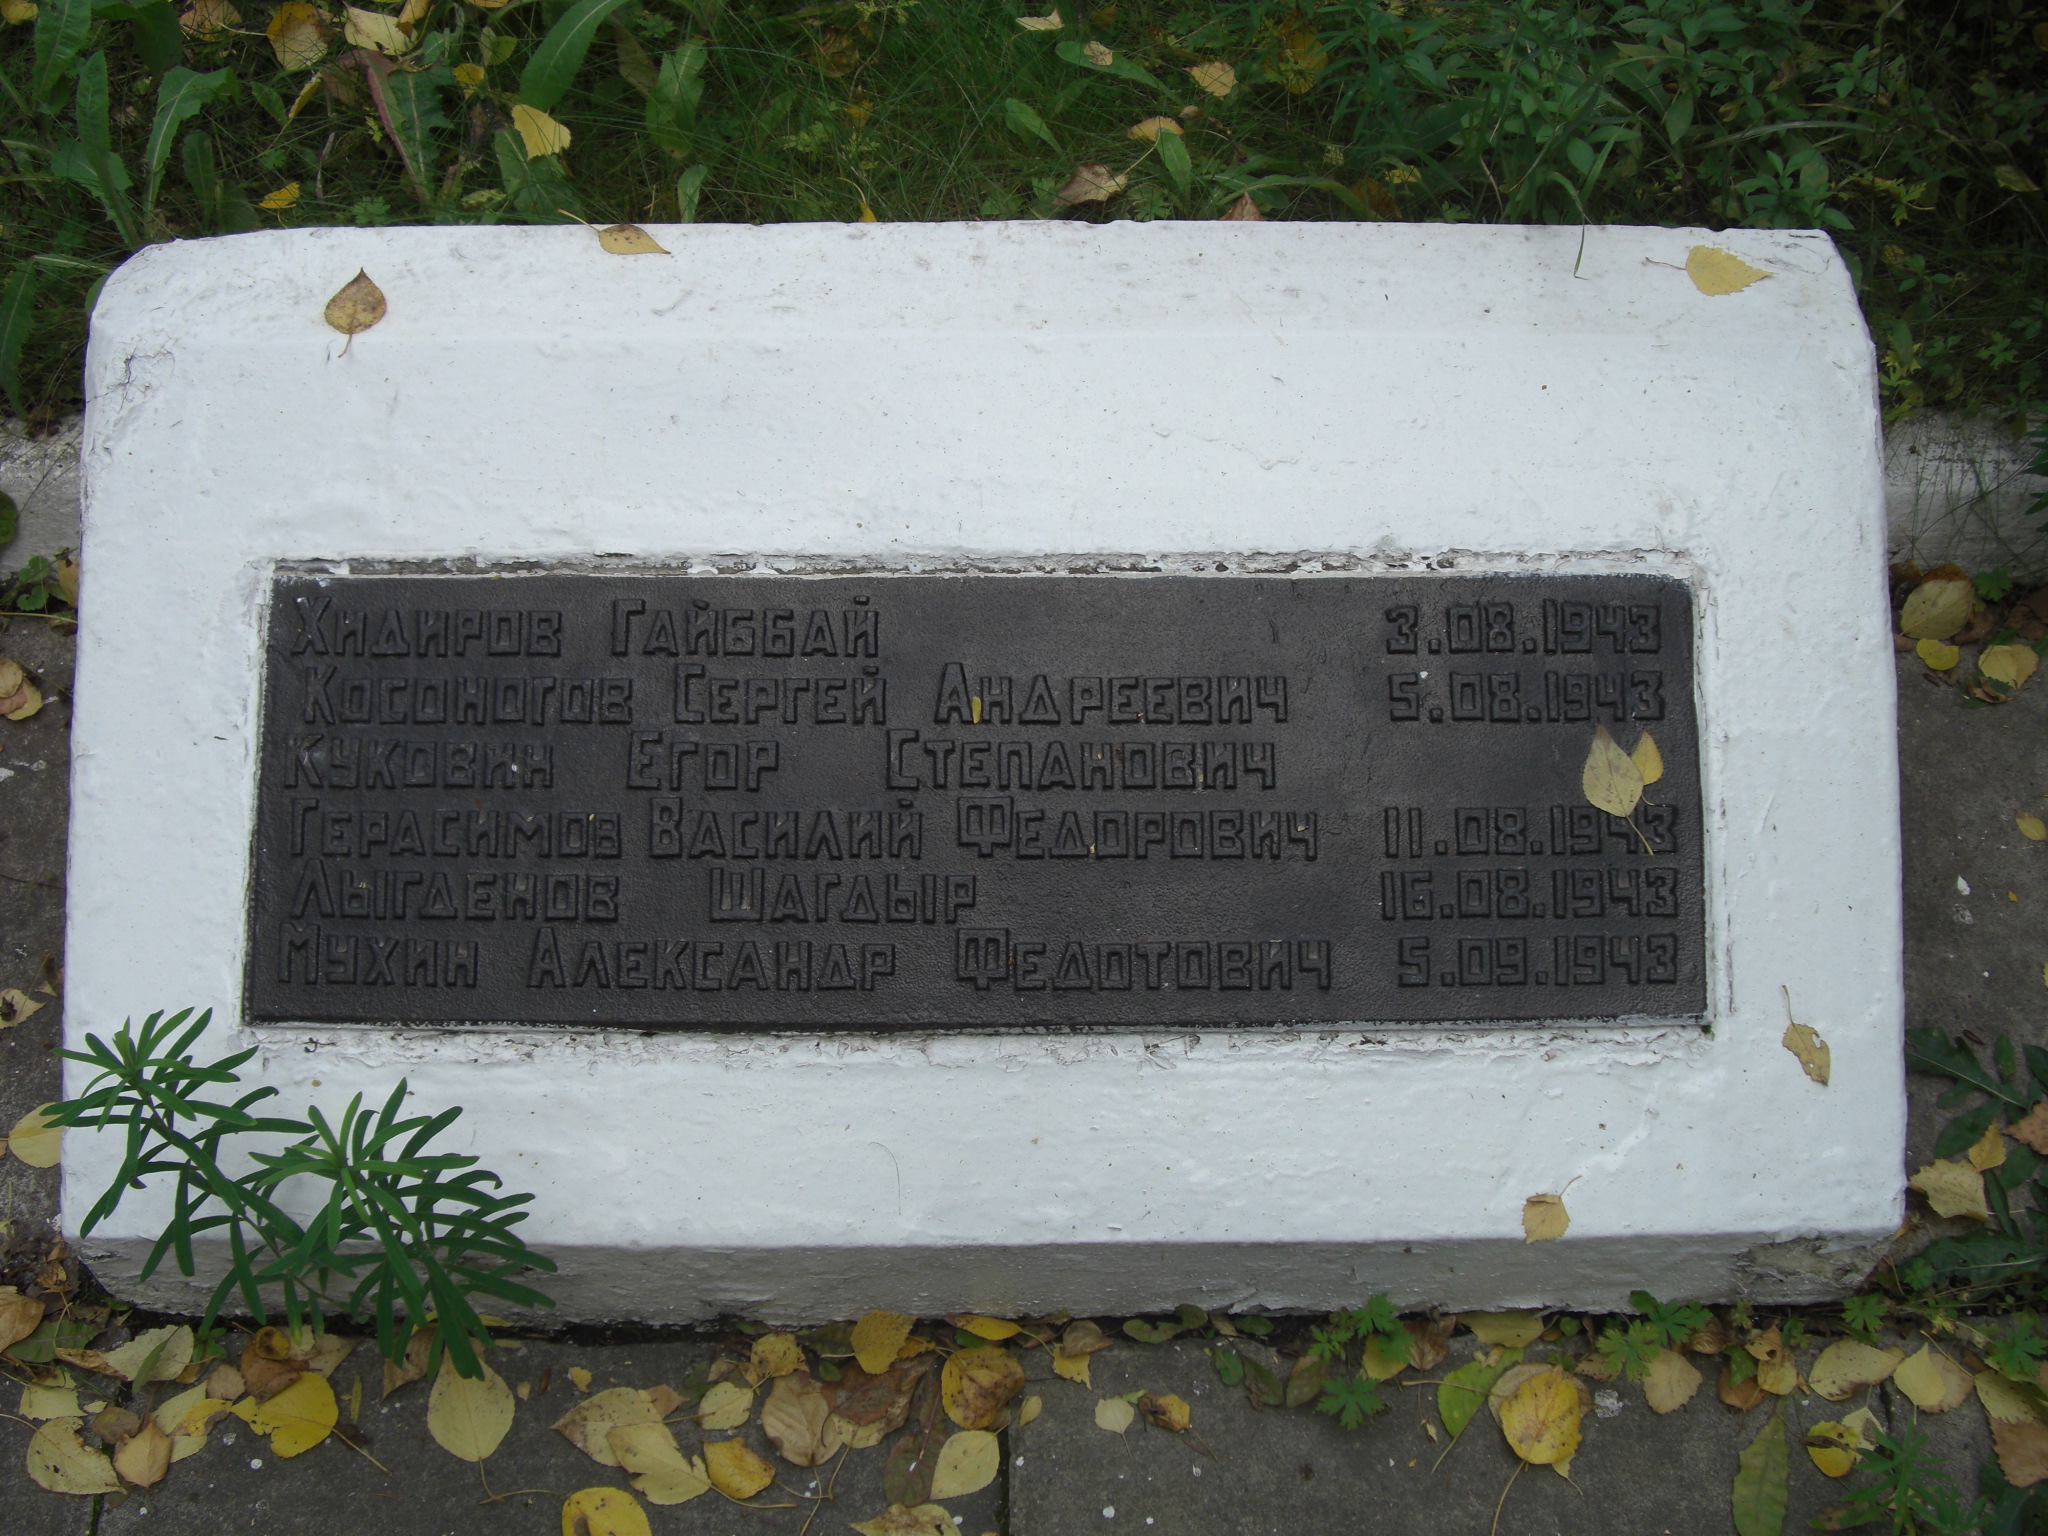 Хидиров Гайббай 3.08.1943
Косоногов Сергей Андреевич 5.08.1943
Куковин Егор Степанович
Герасимов Василий Федорович 11.08.1943
Лыгденов Шагдыр 16.08.1943
Мухин Александр Федотович 5.09.1943